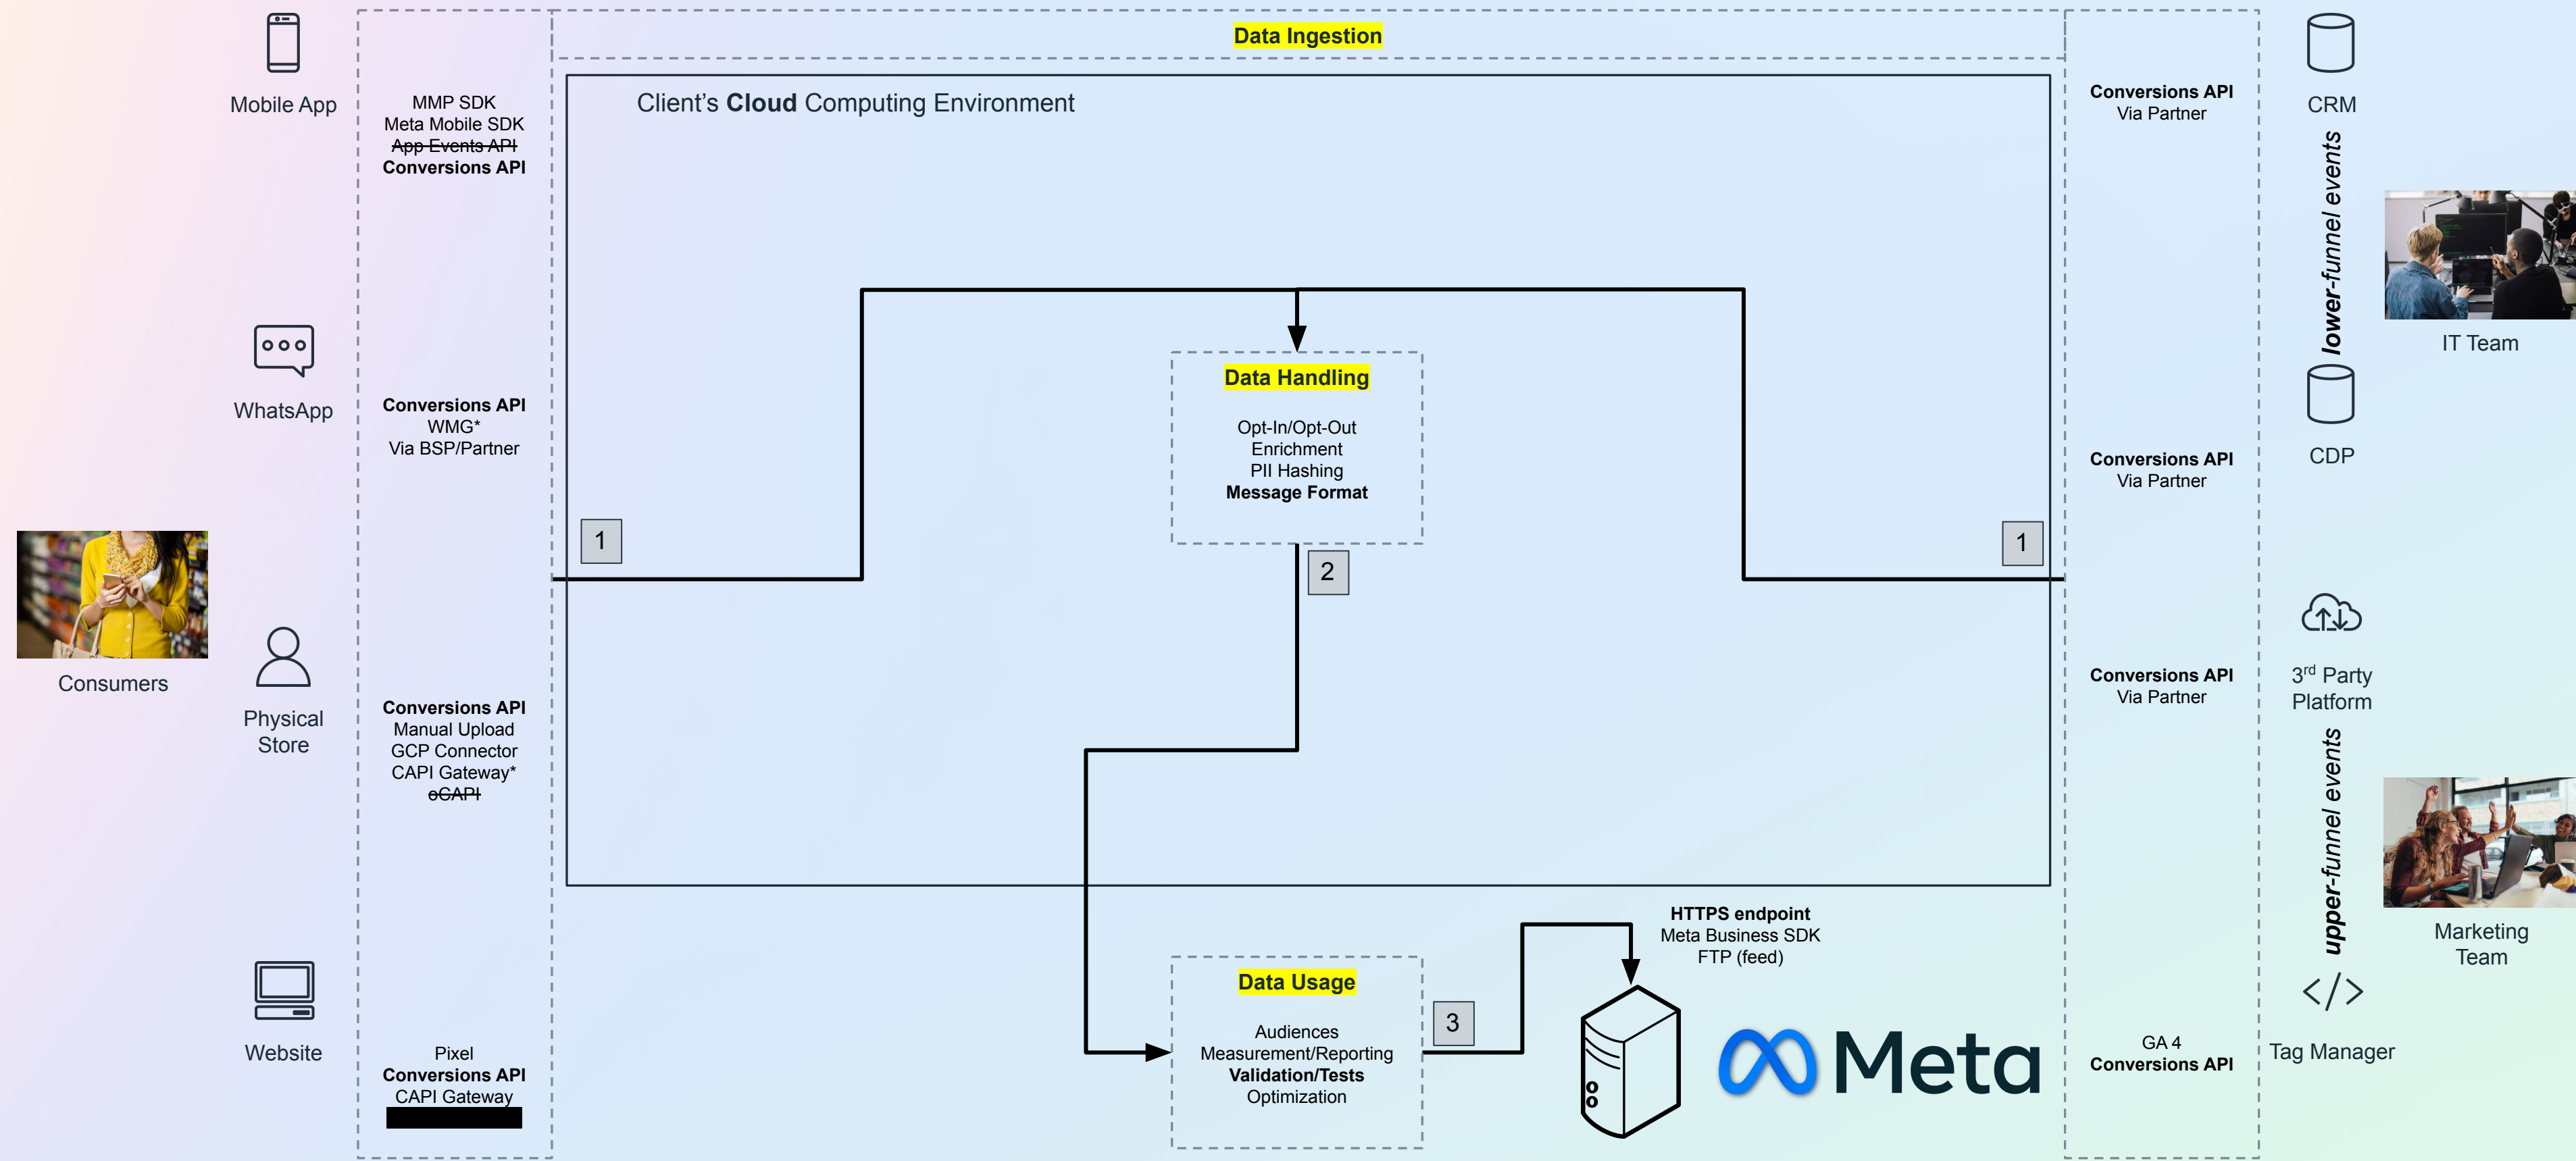 Data Ingestion
Client's Cloud Computing Environment
Mobile App
MMP SDK
Meta Mobile SDK
App Events API
Conversions API
WhatsApp
Conversions API
WMG*
Via BSP/Partner
Consumers
Physical
Store
Conversions API
Manual Upload
GCP Connector
CAPI Gateway*
oCAPI
Website
Pixel
Conversions API
CAPI Gateway
1
Data Handling
Opt-In/Opt-Out
Enrichment
PII Hashing
Message Format
2
1
Data Usage
Audiences
Measurement/Reporting
Validation/Tests
Optimization
3
HTTPS endpoint
Meta Business SDK
FTP (feed)
Meta
Conversions API
Via Partner
CRM
lower-funnel events
IT Team
Conversions API
Via Partner
CDP
Conversions API
Via Partner
3rd Party
Platform
upper-funnel events
Marketing
Team
GA 4
Conversions API
Tag Manager